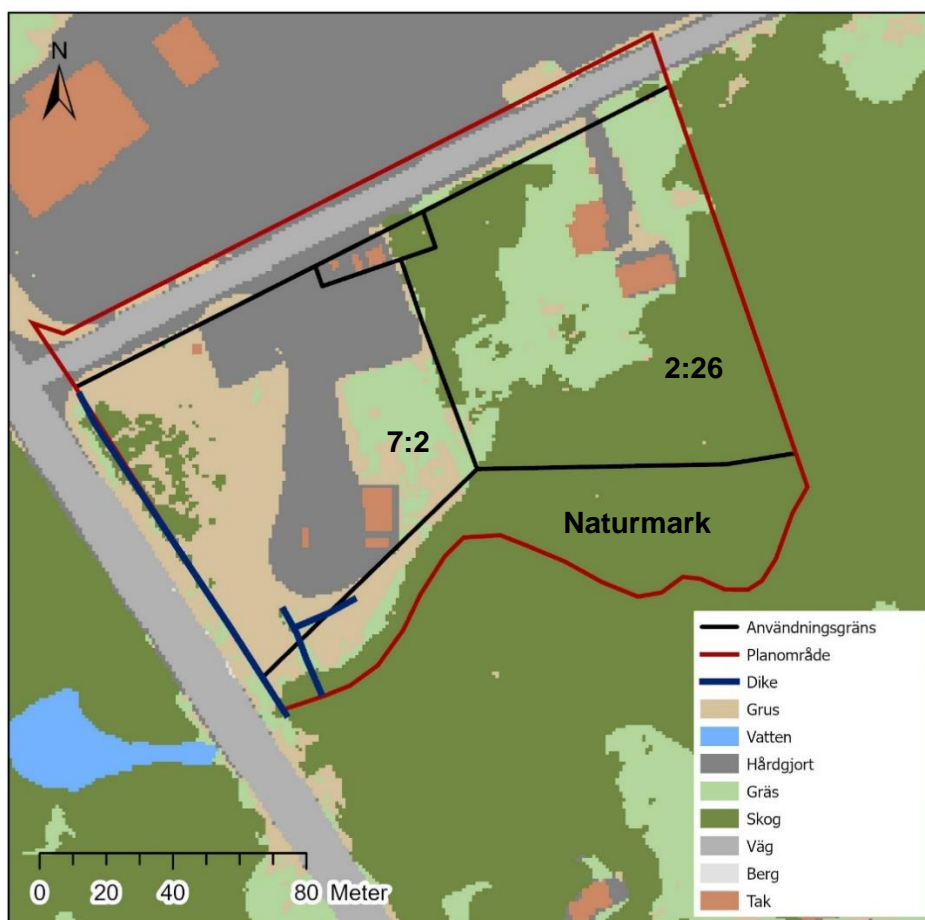 N
2:26
7:2
Naturmark
Användningsgräns
Planområde
Dike
Grus
Vatten
Hårdgjort
Gräs
Skog
Väg
Berg
Tak
0 20 40 80 Meter